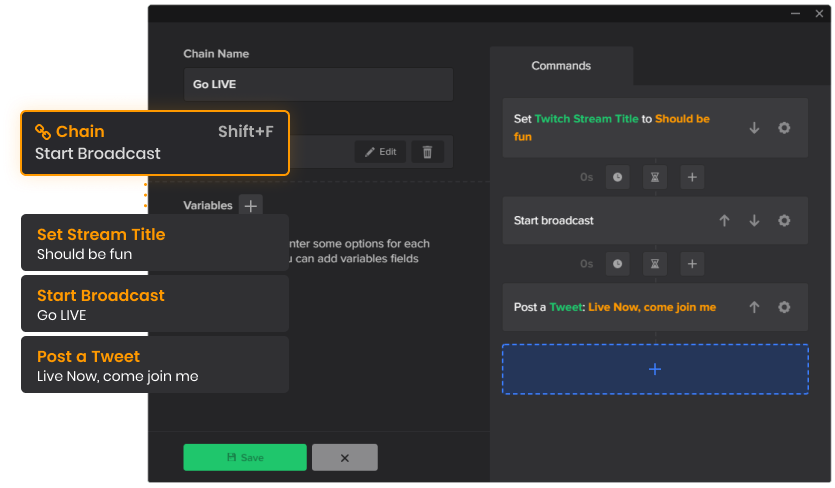 Chain Name
Go LIVE
Chain Shift+F
Start Broadcast
Edit
Variables
nter some options for each
u can add variables fields
Set Stream Title
Should be fun
Start Broadcast
Go LIVE
Post a Tweet
Live Now, come join me
Save
Commands
Set Twitch Stream Title to Should be
fun
0s
Start broadcast
0s
Post a Tweet: Live Now, come join me